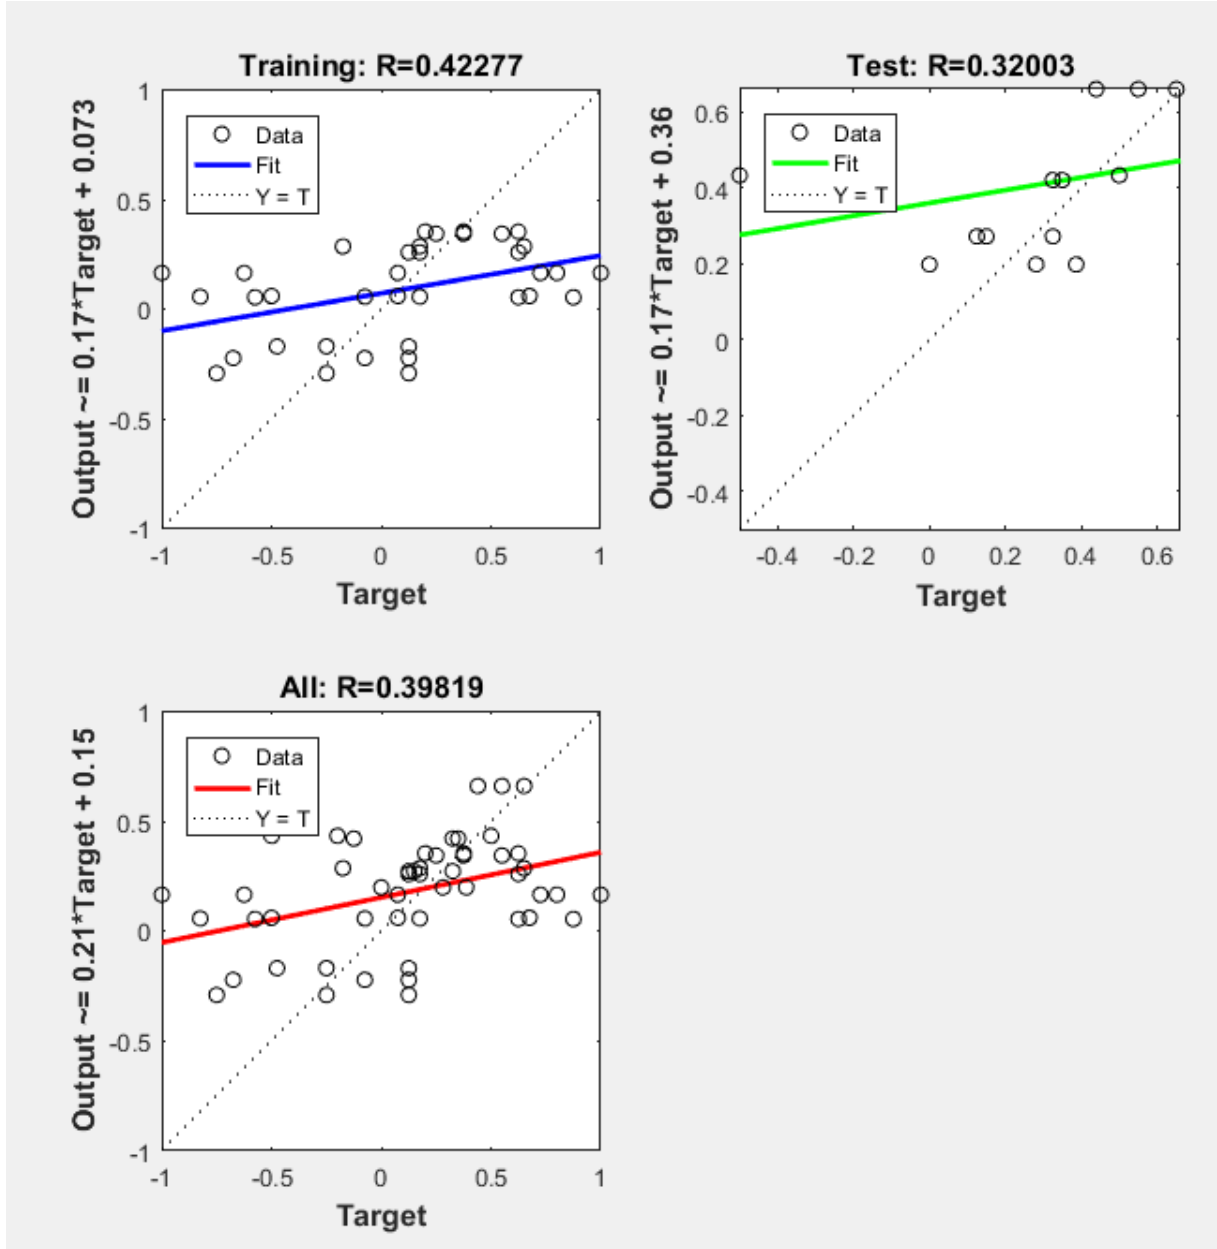 Training: R=0.42277
Output ~= 0.17*Target + 0.073
1
0.5
0
-0.5
-1
Data
Fit
Y = T
-1
-0.5
0
0.5
1
Target
Test: R=0.32003
Output ~= 0.17*Target + 0.36
0.6
0.4
0.2
0
-0.2
-0.4
Data
Fit
Y = T
-0.4
-0.2
0
0.2
0.4
0.6
Target
All: R=0.39819
Output ~= 0.21*Target + 0.15
1
0.5
0
-0.5
-1
Data
Fit
Y = T
-1
-0.5
0
0.5
1
Target